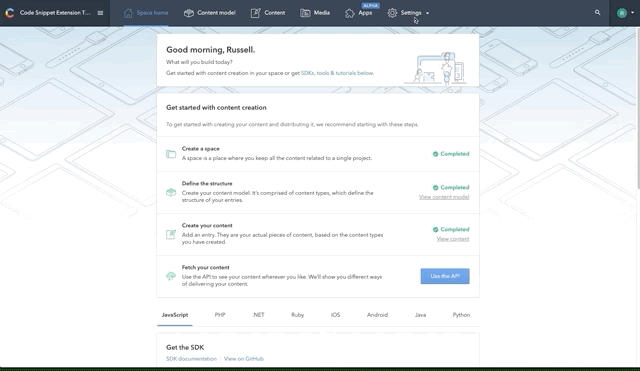 Code Snippet Extension T...
Space home
Content model
Content
Media
ALPHA
Apps
Settings
R
Good morning, Russell.
What will you build today?
Get started with content creation in your space or get SDKs, tools & tutorials below.
Get started with content creation
To get started with creating your content and distributing it, we recommend starting with these steps.
Create a space
A space is a place where you keep all the content related to a single project.
Completed
Define the structure
Create your content model. It's comprised of content types, which define the
structure of your entries.
Completed
View content model
Create your content
Add an entry. They are your actual pieces of content, based on the content types
you have created.
Completed
View content
Fetch your content
Use the API to see your content wherever you like. We'll show you different ways
of delivering your content.
Use the API
JavaScript PHP .NET Ruby iOS Android Java Python
Get the SDK
SDK documentation View on GitHub